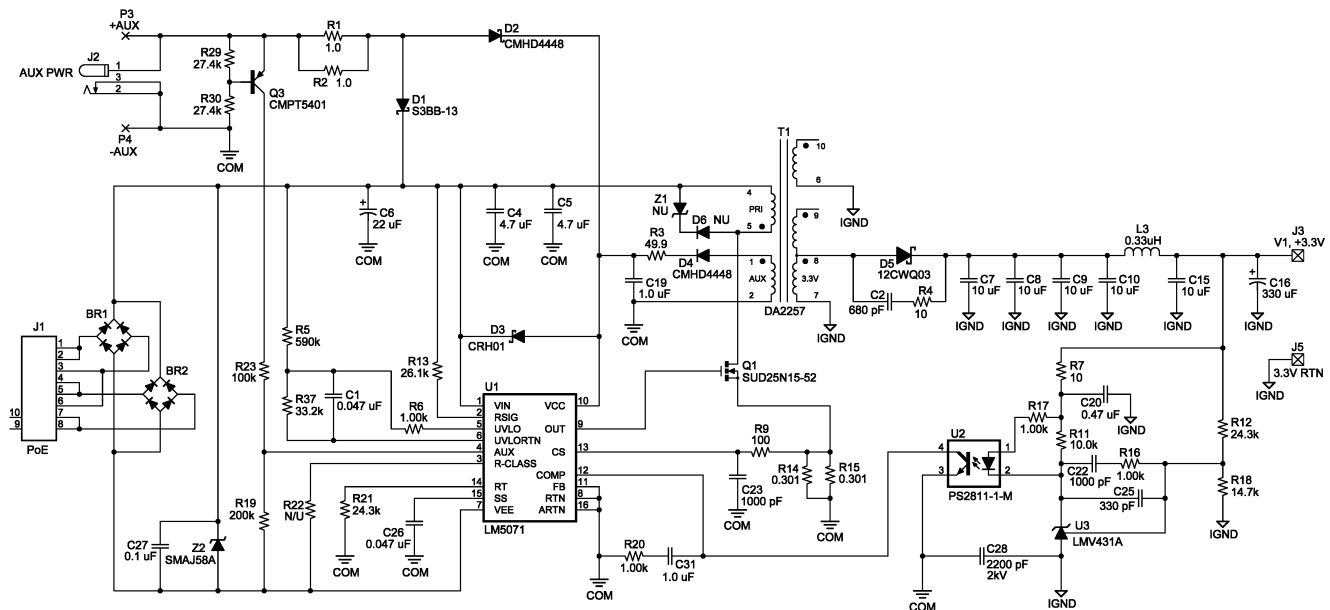 P3
+AUX
J2
AUX PWR
1
3
2
P4
-AUX
R29
27.4k
R30
27.4k
COM
Q3
CMPT5401
R1
1.0
R2 1.0
D1
S3BB-13
D2
CMHD4448
C6
22 uF
COM
C4
4.7 uF
COM
C5
4.7 uF
COM
Z1
NU
D6 NU
R3
49.9
D4
CMHD4448
C19
1.0 uF
COM
T1
4
PRI
5
1
AUX
2
10
6
9
8
3.3V
7
DA2257
IGND
IGND
D5
12CWQ03
C2
680 pF
R4
10
C7
10 uF
IGND
C8
10 uF
IGND
C9
10 uF
IGND
C10
10 uF
IGND
L3
0.33uH
C15
10 uF
IGND
C16
330 uF
IGND
J3
V1, +3.3V
J5
3.3V RTN
IGND
J1
1
2
3
4
5
6
7
8
10
9
PoE
BR1
BR2
R23
100k
R5
590k
R37
33.2k
C1
0.047 uF
R6
1.00k
R13
26.1k
D3
CRH01
Q1
SUD25N15-52
U1
1 VIN
2 RSIG
5 UVLO
6 UVLORTN
4 AUX
3 R-CLASS
14 RT
15 SS
7 VEE
VCC 10
OUT 9
CS 13
COMP 12
FB 11
RTN 8
ARTN 16
LM5071
R9
100
C23
1000 pF
COM
R14
0.301
R15
0.301
COM
R19
200k
R22
N/U
R21
24.3k
COM
C26
0.047 uF
COM
C27
0.1 uF
Z2
SMAJ58A
R20
1.00k
C31
1.0 uF
COM
U2
4
3
1
2
PS2811-1-M
R17
1.00k
R7
10
C20
0.47 uF
IGND
R11
10.0k
C22
1000 pF
R16
1.00k
C25
330 pF
R12
24.3k
R18
14.7k
IGND
U3
LMV431A
C28
2200 pF
2kV
COM
IGND